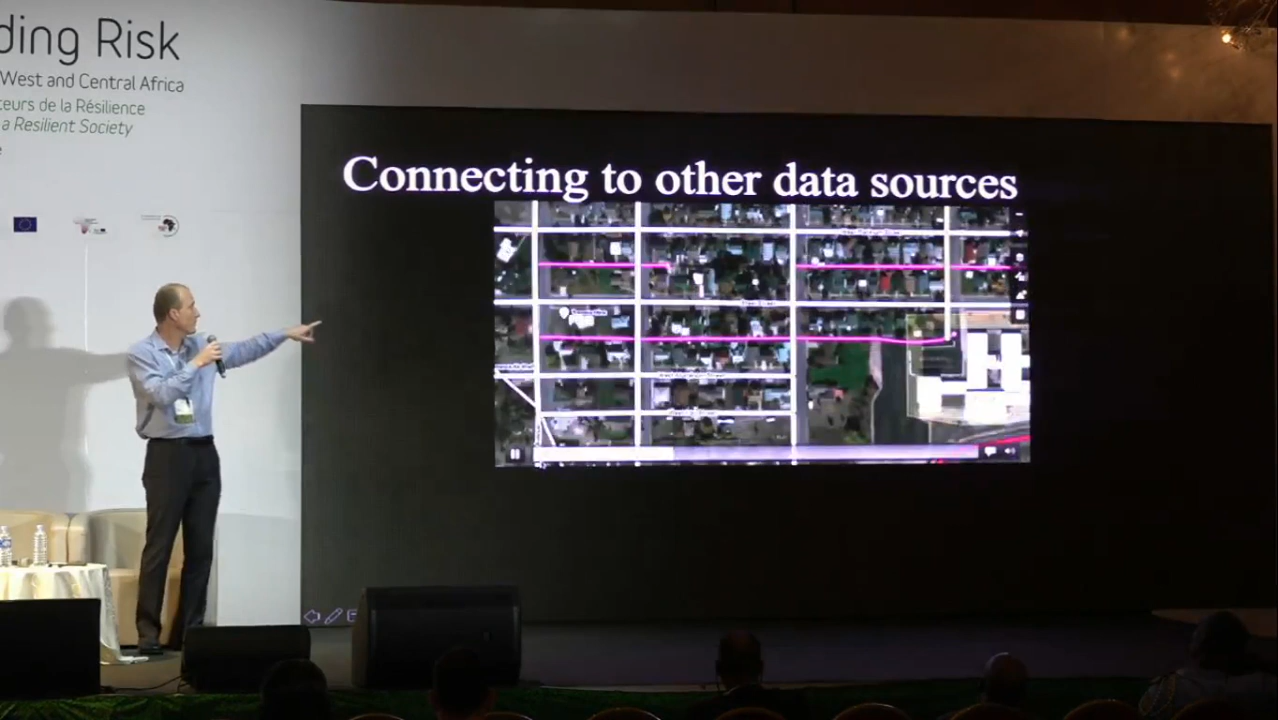 ding Risk
West and Central Africa
teurs de la Résilience
a Resilient Society
Connecting to other data sources